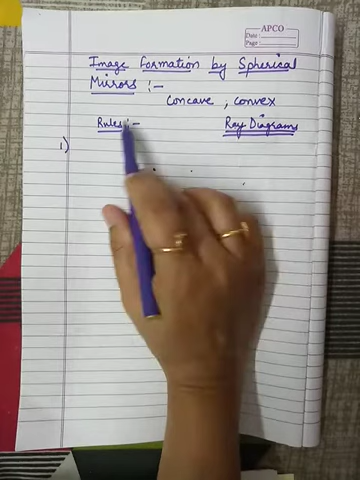 APCO
Date :
Page :
Image Formation by Spherical
Mirrors :-
Concave , Convex
Rules :-
Ray Diagrams
1)